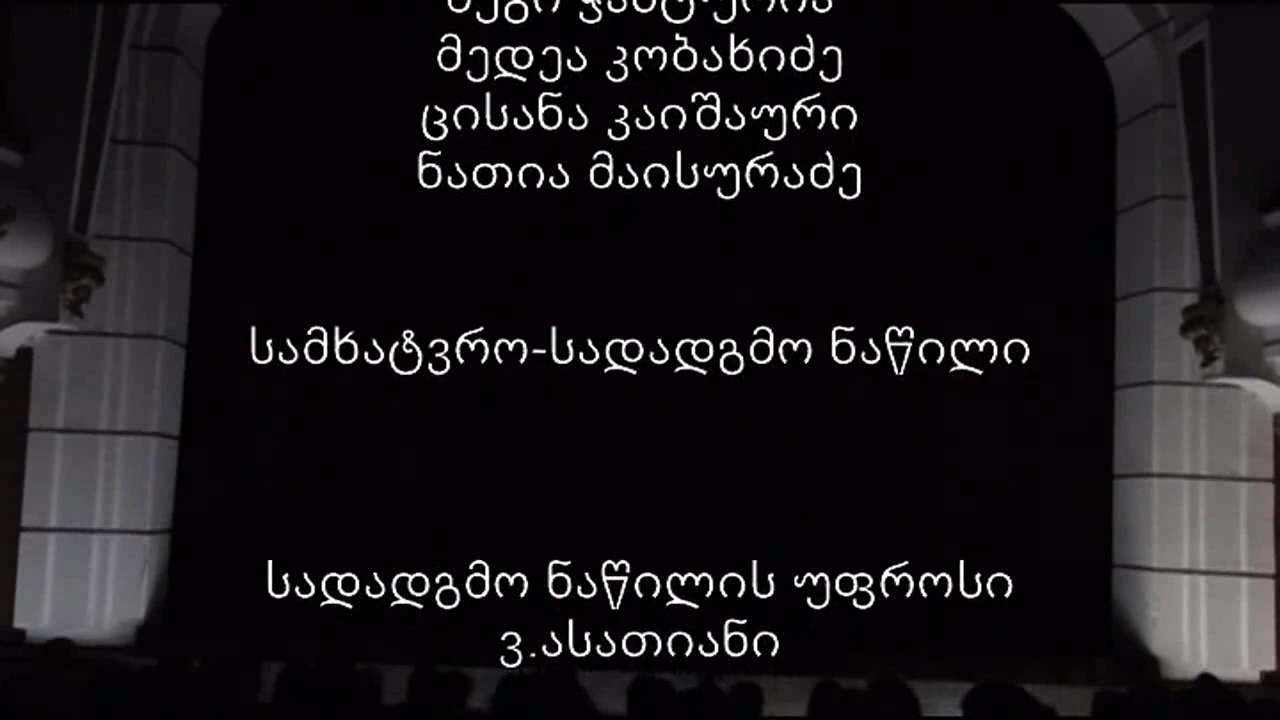 მედეა კობახიძე
ცისანა კაიშაური
ნათია მაისურაძე
სამხატვრო-სადადგმო ნაწილი
სადადგმო ნაწილის უფროსი
ვ.ასათიანი